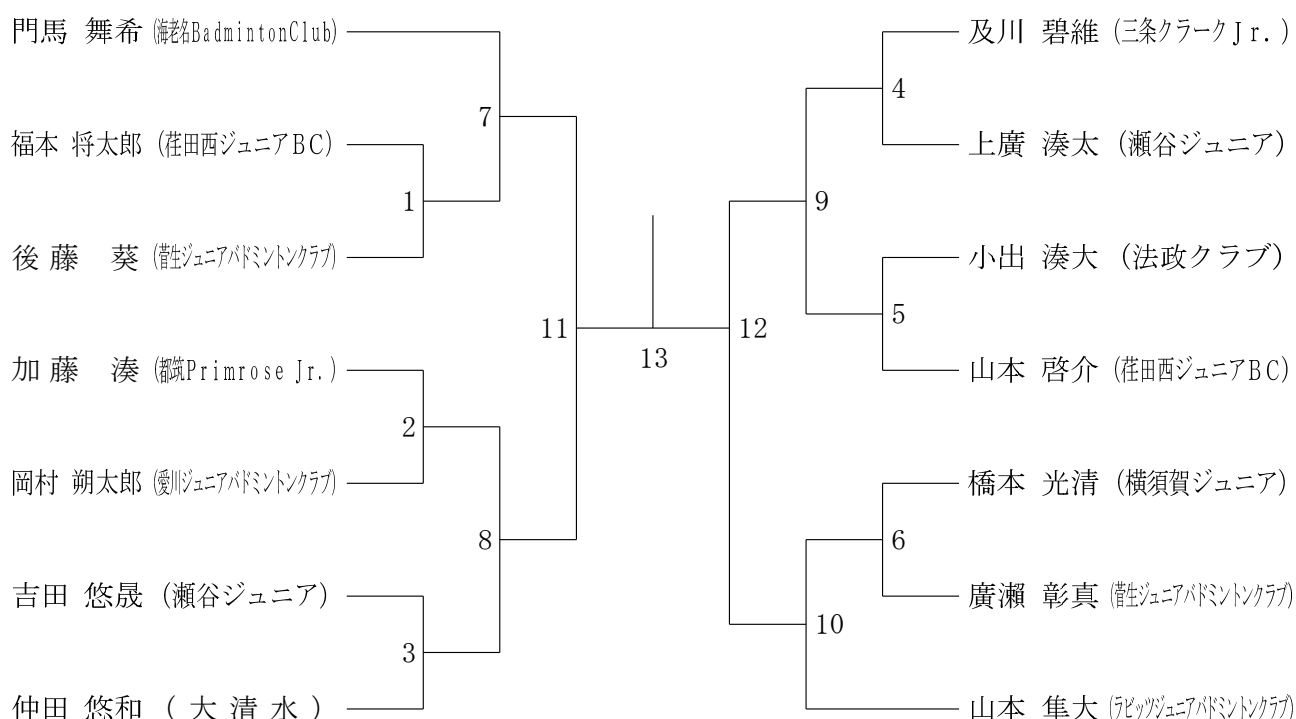 門馬 舞希 (海老名BadmintonClub)
7
福本 将太郎 (荏田西ジュニアBC)
1
後藤 葵 (菅生ジュニアバドミントンクラブ)
11
加藤 湊 (都筑Primrose Jr.)
2
岡村 朔太郎 (愛川ジュニアバドミントンクラブ)
8
吉田 悠晟 (瀬谷ジュニア)
3
仲田 悠和 (大清水)
13
及川 碧維 (三条クラークJr.)
4
上廣 湊太 (瀬谷ジュニア)
9
小出 湊大 (法政クラブ)
5
山本 啓介 (荏田西ジュニアBC)
12
橋本 光清 (横須賀ジュニア)
6
廣瀨 彰真 (菅生ジュニアバドミントンクラブ)
10
山本 隼大 (ラビッツジュニアバドミントンクラブ)